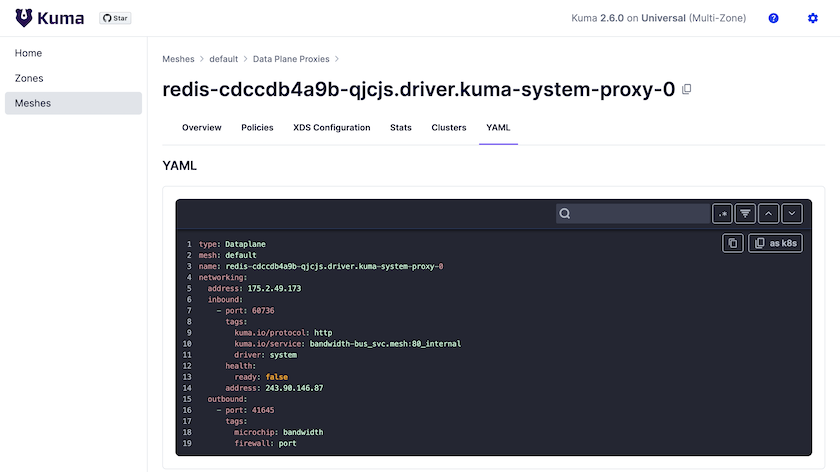 Kuma
Star
Kuma 2.6.0 on Universal (Multi-Zone)
Home
Zones
Meshes
Meshes > default > Data Plane Proxies >
redis-cdccdb4a9b-qjcjs.driver.kuma-system-proxy-0
Overview Policies XDS Configuration Stats Clusters YAML
YAML
.*
as k8s
1 type: Dataplane
2 mesh: default
3 name: redis-cdccdb4a9b-qjcjs.driver.kuma-system-proxy-0
4 networking:
5 address: 175.2.49.173
6 inbound:
7 - port: 60736
8 tags:
9 kuma.io/protocol: http
10 kuma.io/service: bandwidth-bus_svc.mesh:80_internal
11 driver: system
12 health:
13 ready: false
14 address: 243.90.146.87
15 outbound:
16 - port: 41645
17 tags:
18 microchip: bandwidth
19 firewall: port